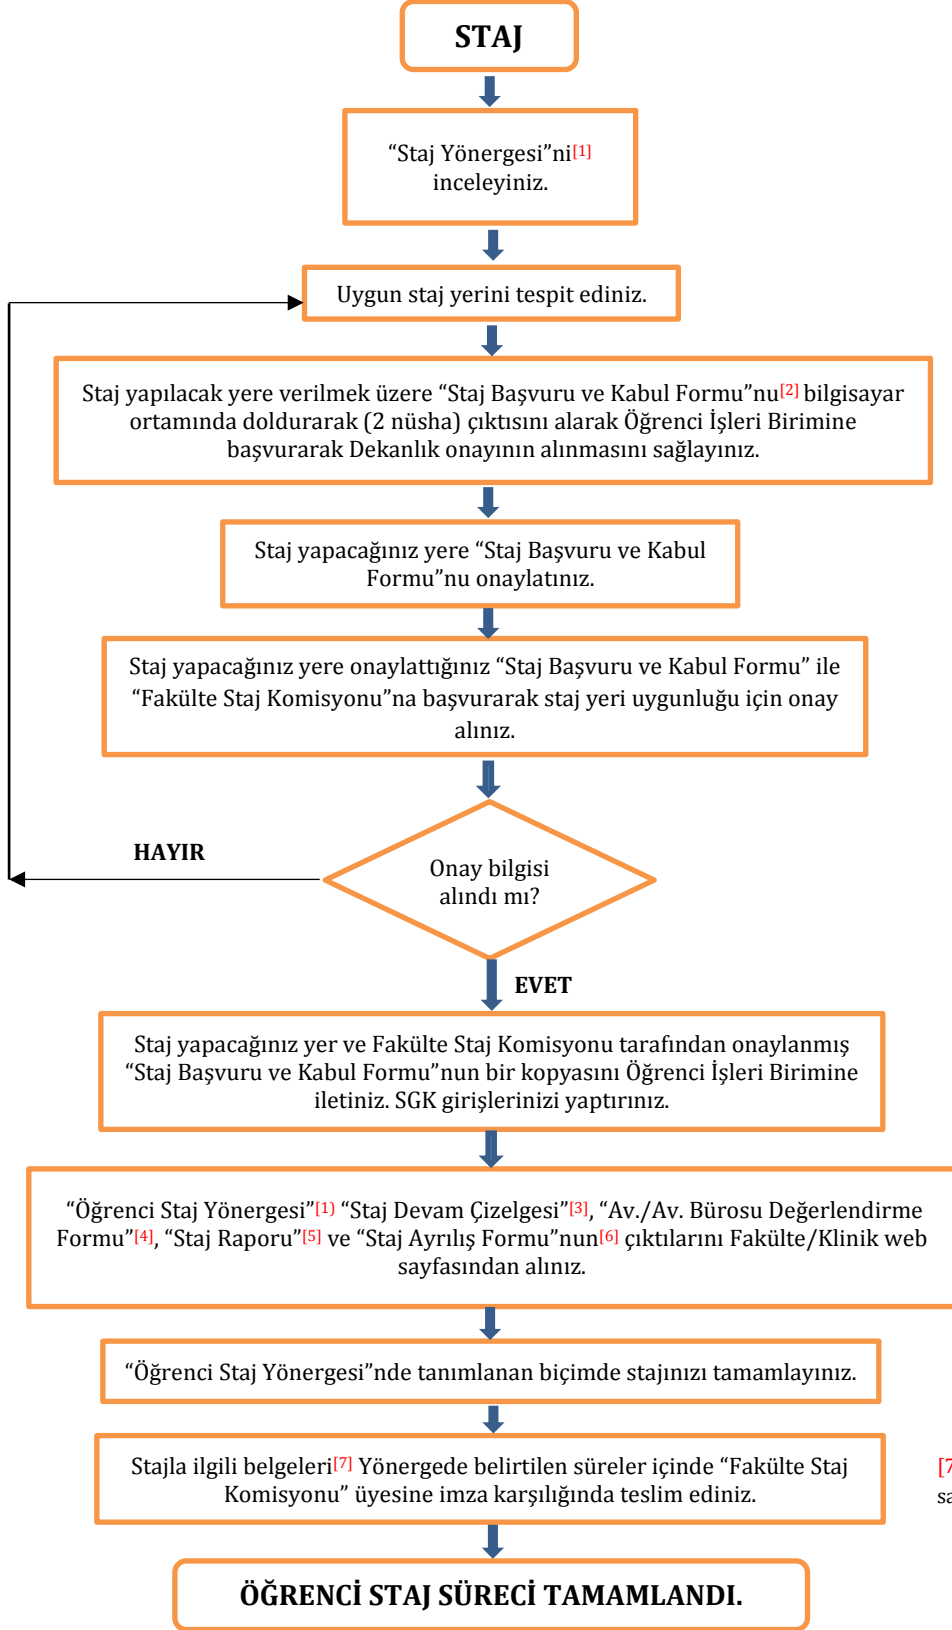 STAJ
“Staj Yönergesi”ni[1]
inceleyiniz.
Uygun staj yerini tespit ediniz.
Staj yapılacak yere verilmek üzere “Staj Başvuru ve Kabul Formu”nu[2] bilgisayar
ortamında doldurarak (2 nüsha) çıktısını alarak Öğrenci İşleri Birimine
başvurarak Dekanlık onayının alınmasını sağlayınız.
Staj yapacağınız yere “Staj Başvuru ve Kabul
Formu”nu onaylatınız.
Staj yapacağınız yere onaylattığınız “Staj Başvuru ve Kabul Formu” ile
“Fakülte Staj Komisyonu”na başvurarak staj yeri uygunluğu için onay
alınız.
HAYIR
Onay bilgisi
alındı mı?
EVET
Staj yapacağınız yer ve Fakülte Staj Komisyonu tarafından onaylanmış
“Staj Başvuru ve Kabul Formu”nun bir kopyasını Öğrenci İşleri Birimine
iletiniz. SGK girişlerinizi yaptırınız.
“Öğrenci Staj Yönergesi”[1) “Staj Devam Çizelgesi”[3], “Av./Av. Bürosu Değerlendirme
Formu”[4], “Staj Raporu”[5] ve “Staj Ayrılış Formu”nun[6] çıktılarını Fakülte/Klinik web
sayfasından alınız.
“Öğrenci Staj Yönergesi”nde tanımlanan biçimde stajınızı tamamlayınız.
Stajla ilgili belgeleri[7] Yönergede belirtilen süreler içinde “Fakülte Staj
Komisyonu” üyesine imza karşılığında teslim ediniz.
[7
sa
ÖĞRENCİ STAJ SÜRECİ TAMAMLANDI.